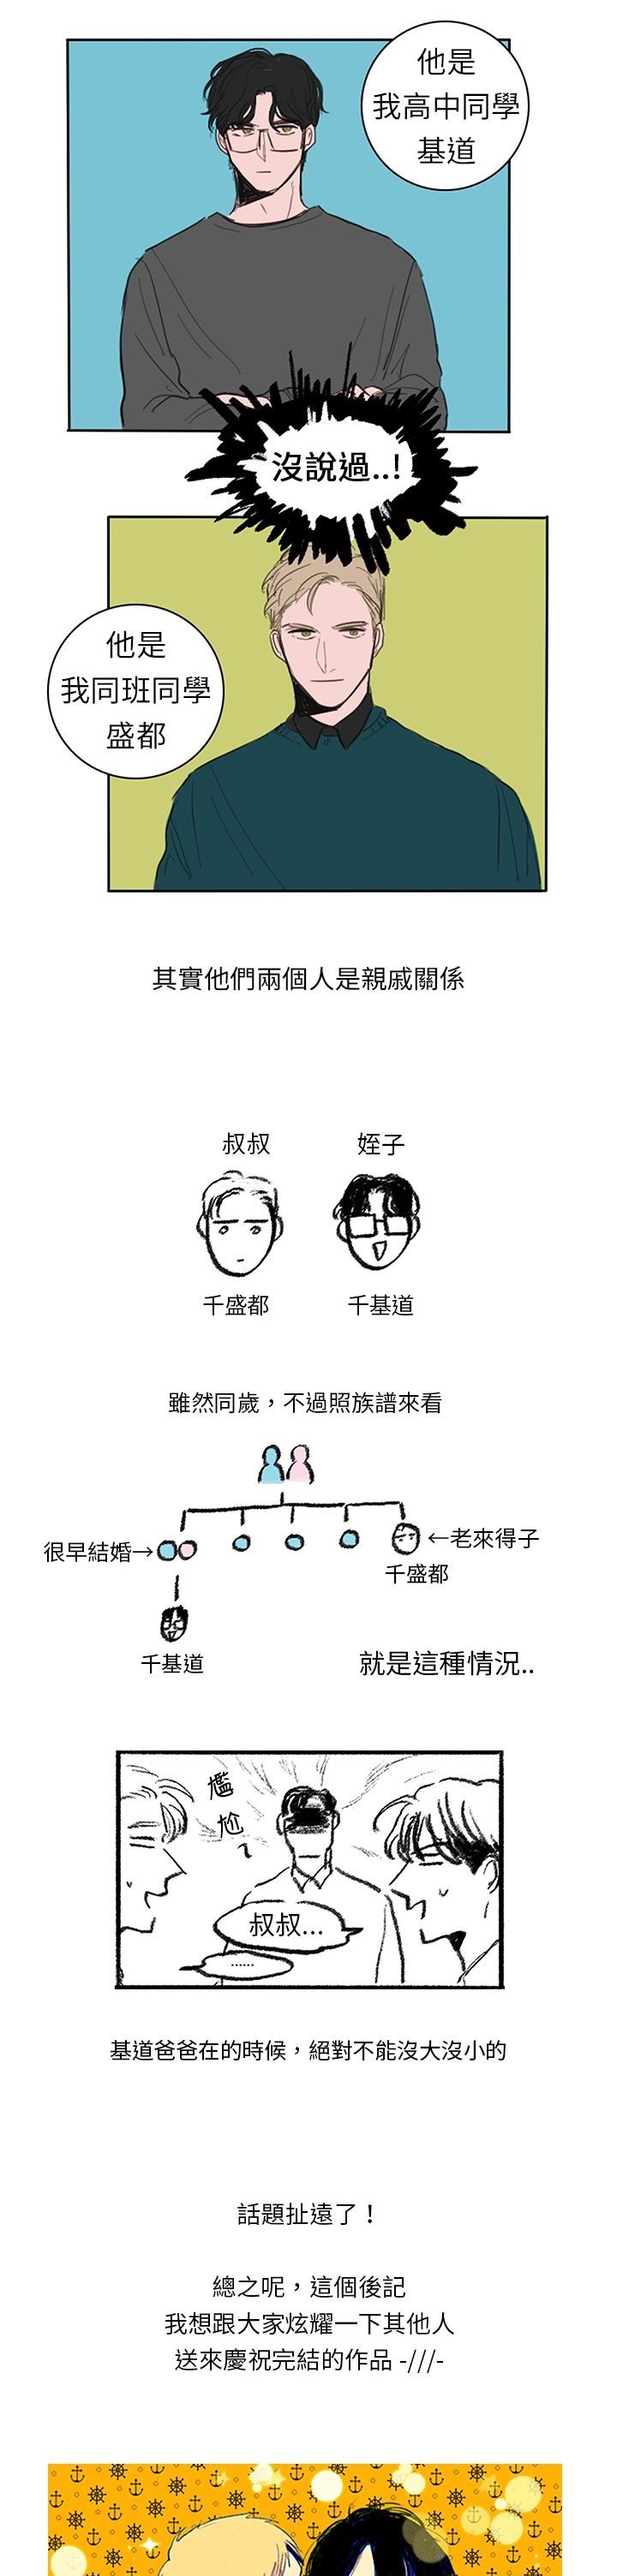 他是
我高中同學
基道
沒說過..!
他是
我同班同學
盛都
其實他們兩個人是親戚關係
叔叔
姪子
千盛都
千基道
雖然同歲，不過照族譜來看
很早結婚→
←老來得子
千盛都
千基道
就是這種情況..
尷
尬
叔叔...
......
基道爸爸在的時候，絕對不能沒大沒小的
話題扯遠了！
總之呢，這個後記
我想跟大家炫耀一下其他人
送來慶祝完結的作品 -///-